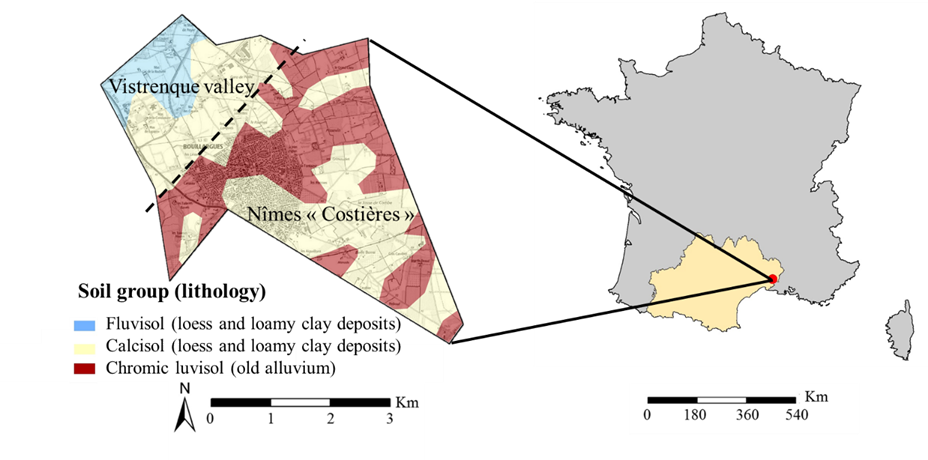 Vistrenque valley
BOUILLARGUES
Nîmes « Costières »
Soil group (lithology)
Fluvisol (loess and loamy clay deposits)
Calcisol (loess and loamy clay deposits)
Chromic luvisol (old alluvium)
N
Km
0 1 2 3
Km
0 180 360 540